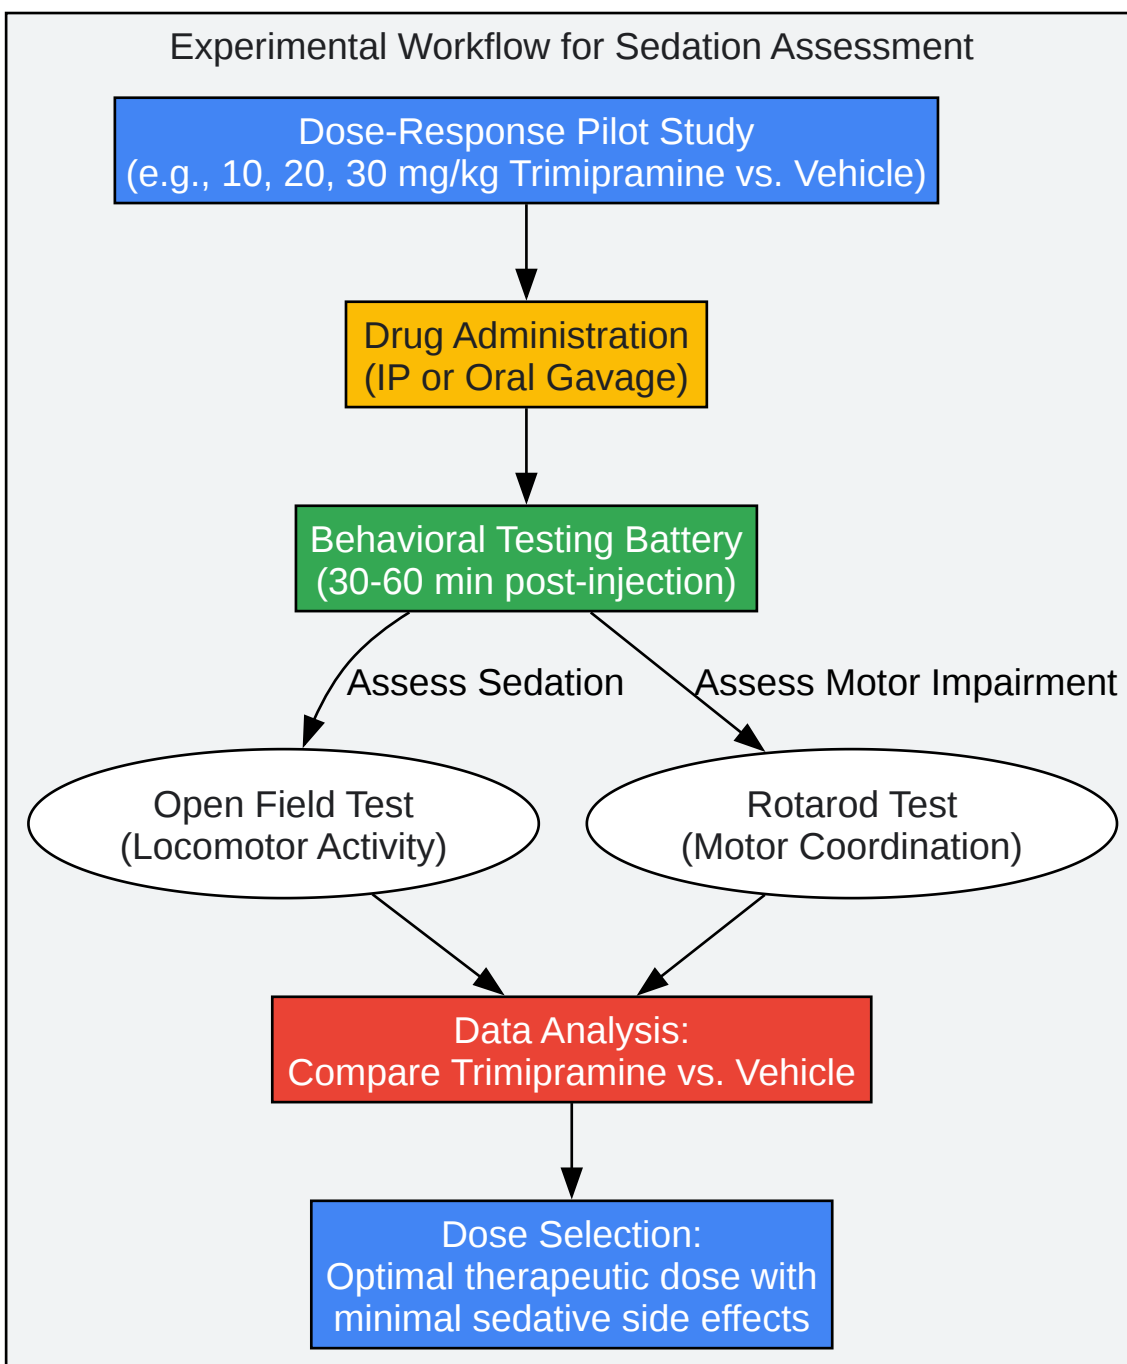 Experimental Workflow for Sedation Assessment
Dose-Response Pilot Study
(e.g., 10, 20, 30 mg/kg Trimipramine vs. Vehicle)
Drug Administration
(IP or Oral Gavage)
Behavioral Testing Battery
(30-60 min post-injection)
Assess Sedation
Assess Motor Impairment
Open Field Test
(Locomotor Activity)
Rotarod Test
(Motor Coordination)
Data Analysis:
Compare Trimipramine vs. Vehicle
Dose Selection:
Optimal therapeutic dose with
minimal sedative side effects